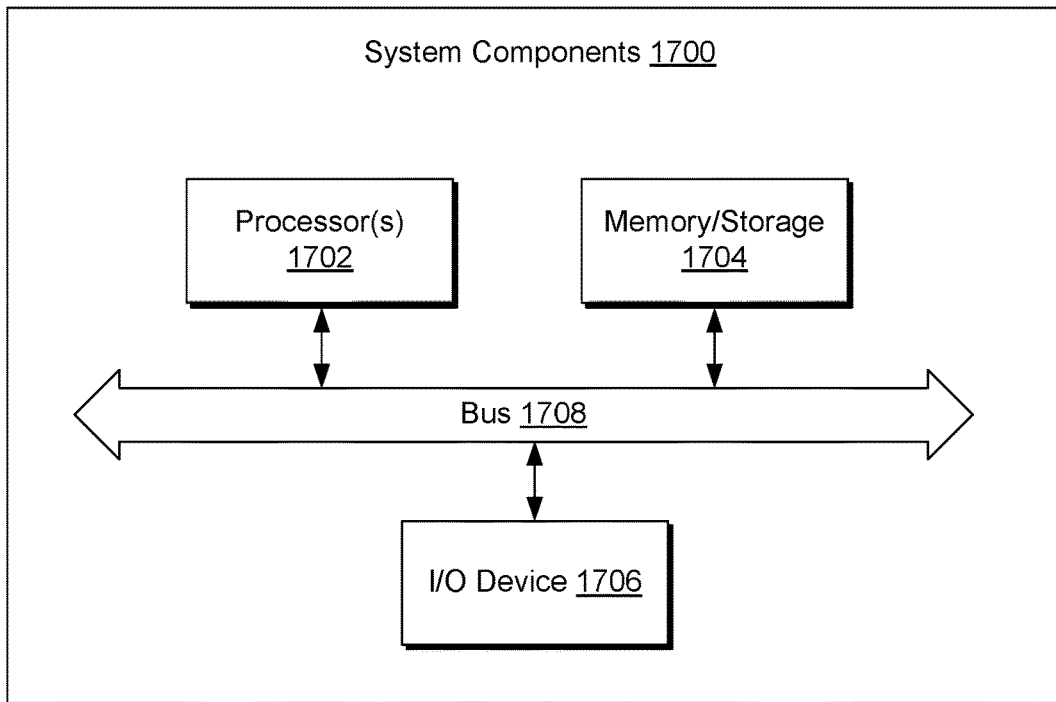 System Components 1700
Processor(s)
1702
Memory/Storage
1704
Bus 1708
I/O Device 1706